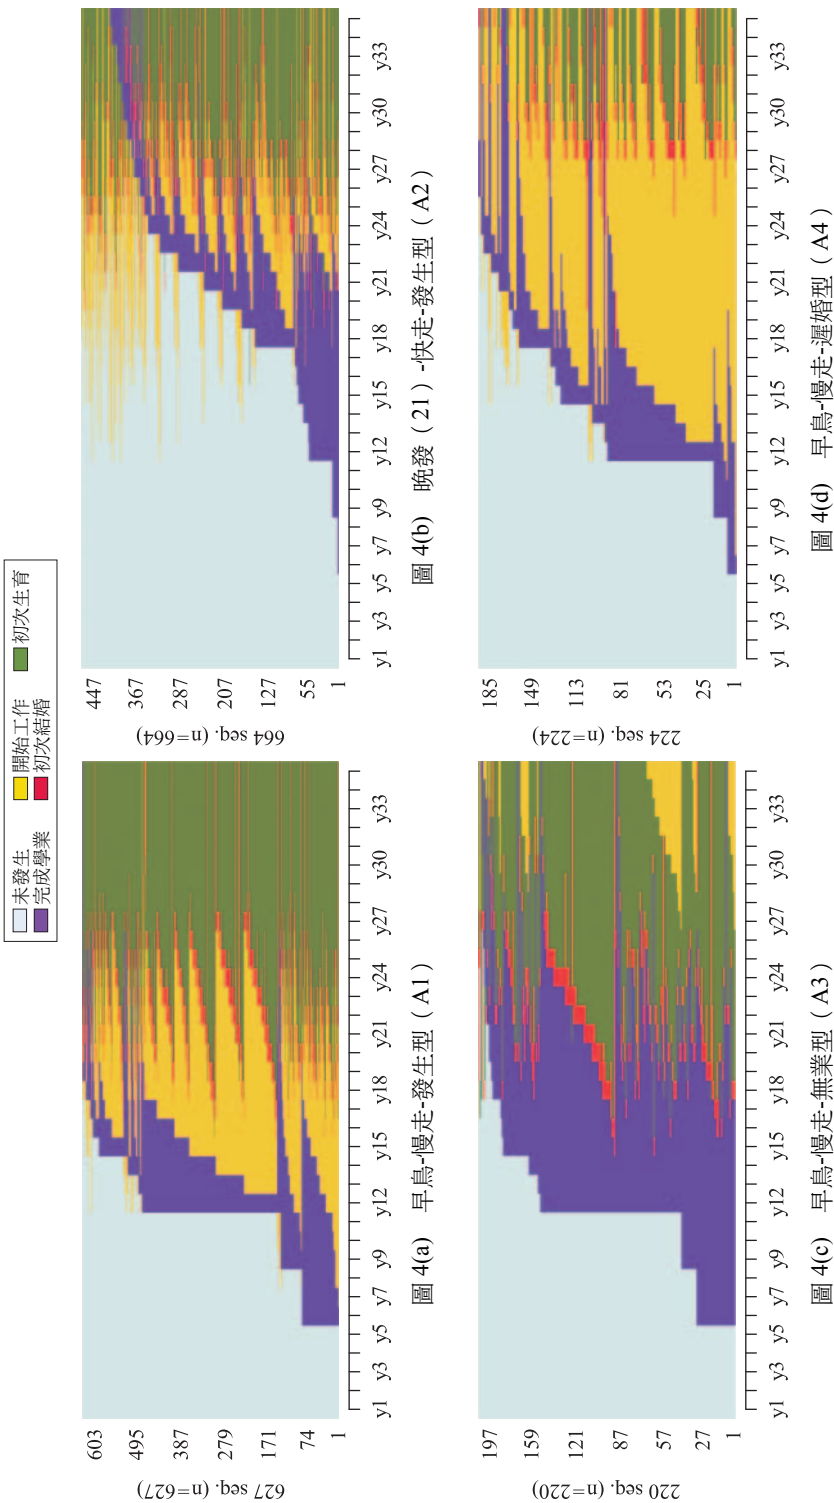 未發生 開始工作 初次生育
完成學業 初次結婚
627 seq. (n=627)
603
495
387
279
171
74
1
y1 y3 y5 y7 y9 y12 y15 y18 y21 y24 y27 y30 y33
圖 4(a) 早鳥-慢走-發生型（A1）
664 seq. (n=664)
447
367
287
207
127
55
1
y1 y3 y5 y7 y9 y12 y15 y18 y21 y24 y27 y30 y33
圖 4(b) 晚發（21）-快走-發生型（A2）
220 seq. (n=220)
197
159
121
87
57
27
1
y1 y3 y5 y7 y9 y12 y15 y18 y21 y24 y27 y30 y33
圖 4(c) 早鳥-慢走-無業型（A3）
224 seq. (n=224)
185
149
113
81
53
25
1
y1 y3 y5 y7 y9 y12 y15 y18 y21 y24 y27 y30 y33
圖 4(d) 早鳥-慢走-遲婚型（A4）